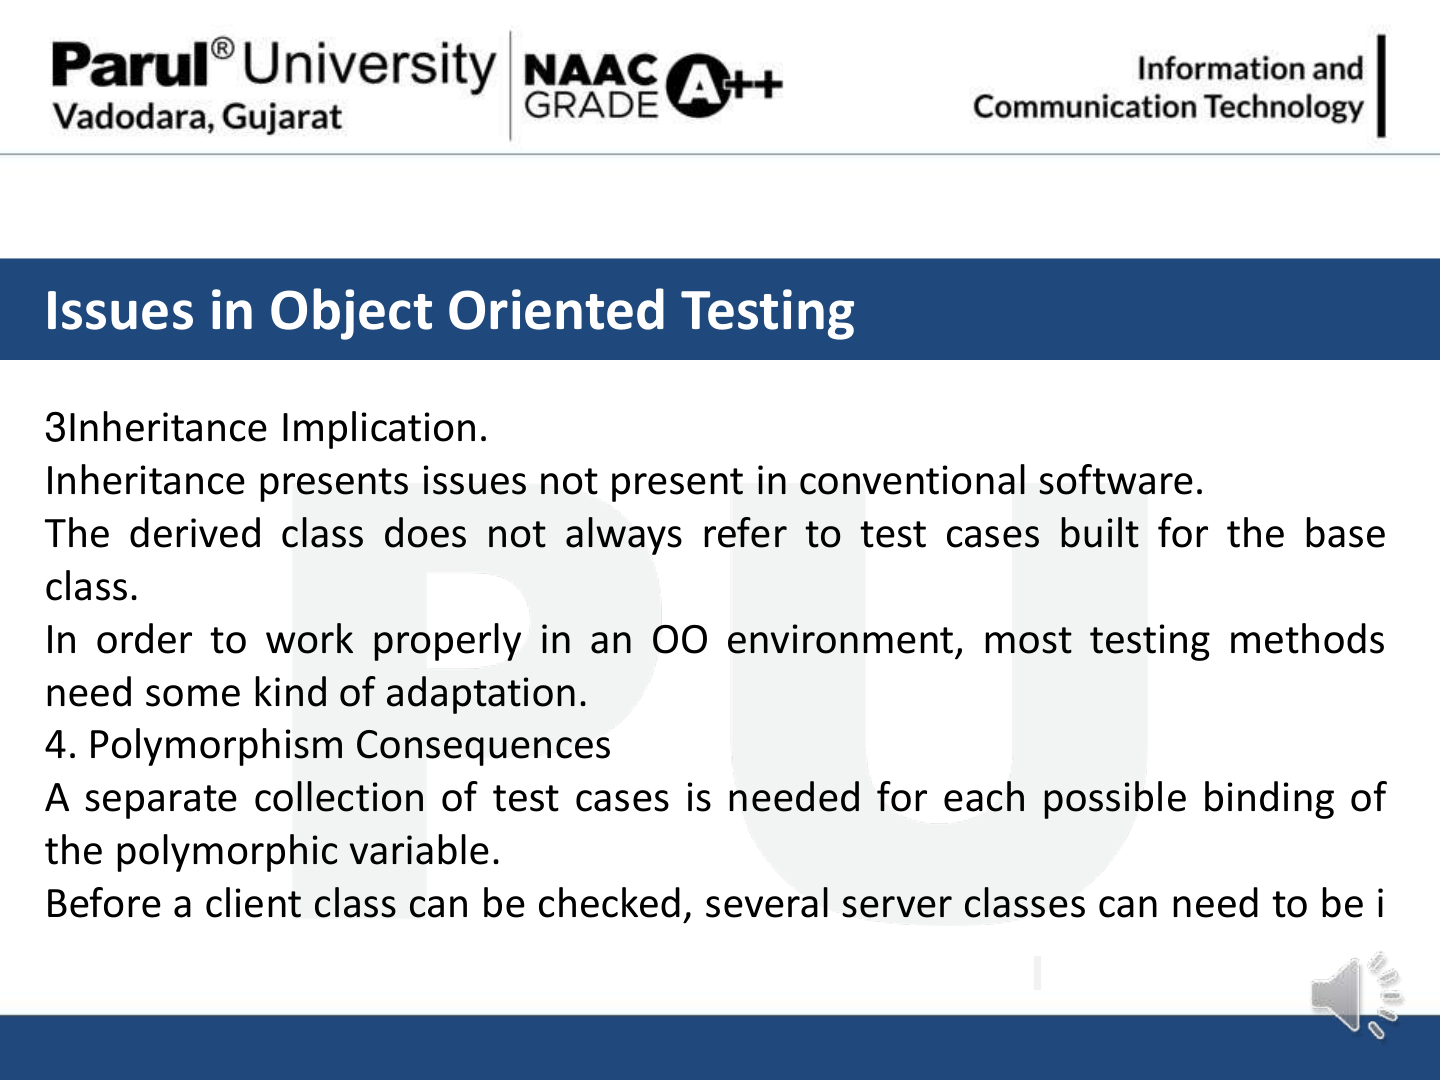 Parul® University
Vadodara, Gujarat
NAAC
GRADE A++
Information and
Communication Technology
Issues in Object Oriented Testing
3Inheritance Implication.
Inheritance presents issues not present in conventional software.
The derived class does not always refer to test cases built for the base
class.
In order to work properly in an OO environment, most testing methods
need some kind of adaptation.
4. Polymorphism Consequences
A separate collection of test cases is needed for each possible binding of
the polymorphic variable.
Before a client class can be checked, several server classes can need to be i
PU